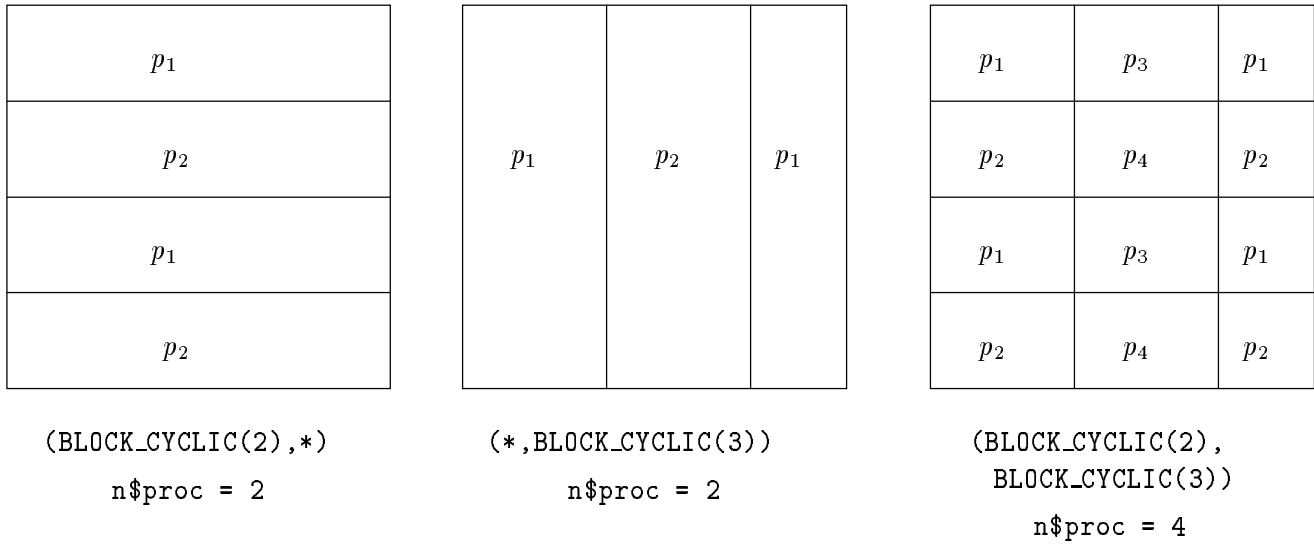 p1
p2
p1
p2
(BLOCK_CYCLIC(2),*)
n$proc = 2
p1 p2 p1
(*,BLOCK_CYCLIC(3))
n$proc = 2
p1 p3 p1
p2 p4 p2
p1 p3 p1
p2 p4 p2
(BLOCK_CYCLIC(2),
BLOCK_CYCLIC(3))
n$proc = 4